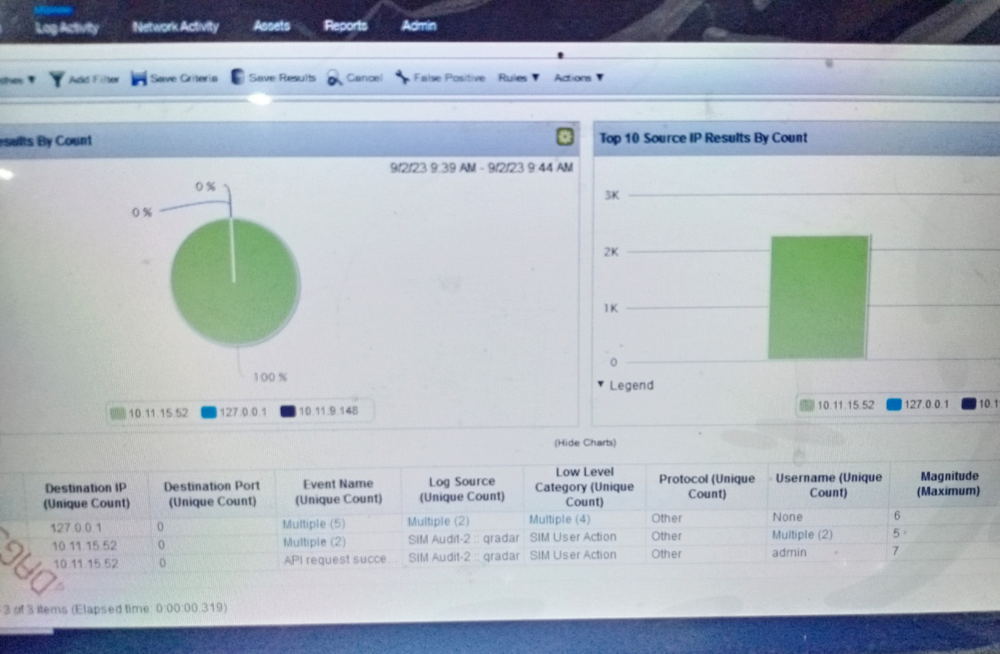 Log Activity Network Activity Assets Reports Admin
Add Filter Save Criteria Save Results Cancel False Positive Rules ▼ Actions ▼
By Count
9/2/23 9:39 AM - 9/2/23 9:44 AM
0 %
0 %
100 %
10.11.15.52 127.0.0.1 10.11.9.148
Top 10 Source IP Results By Count
3K
2K
1K
0
▼ Legend
10.11.15.52 127.0.0.1
(Hide Charts)
Destination IP (Unique Count) Destination Port (Unique Count) Event Name (Unique Count) Log Source (Unique Count) Low Level Category (Unique Count) Protocol (Unique Count) Username (Unique Count) Magnitude (Maximum)
127.0.0.1 0 Multiple (5) Multiple (2) Multiple (4) Other None 6
10.11.15.52 0 Multiple (2) SIM Audit-2 :: qradar SIM User Action Other Multiple (2) 5
10.11.15.52 0 API request succe... SIM Audit-2 :: qradar SIM User Action Other admin 7
3 of 3 items (Elapsed time: 0:00:00.319)